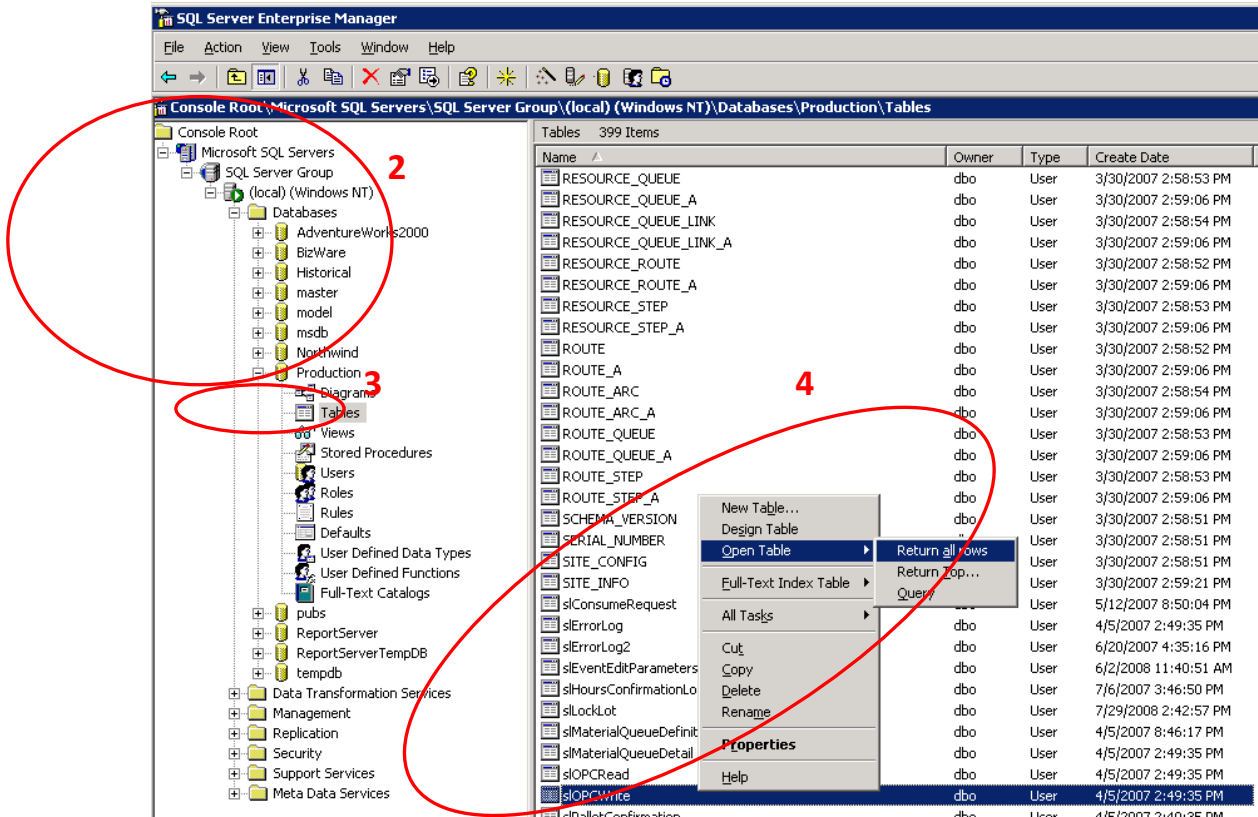 SQL Server Enterprise Manager
File Action View Tools Window Help
Console Root\Microsoft SQL Servers\SQL Server Group\(local) (Windows NT)\Databases\Production\Tables
Console Root
Microsoft SQL Servers
SQL Server Group
(local) (Windows NT)
Databases
AdventureWorks2000
BizWare
Historical
master
model
msdb
Northwind
Production
Diagrams
Tables
Views
Stored Procedures
Users
Roles
Rules
Defaults
User Defined Data Types
User Defined Functions
Full-Text Catalogs
pubs
ReportServer
ReportServerTempDB
tempdb
Data Transformation Services
Management
Replication
Security
Support Services
Meta Data Services
2
3
4
Tables 399 Items
Name Owner Type Create Date
RESOURCE_QUEUE dbo User 3/30/2007 2:58:53 PM
RESOURCE_QUEUE_A dbo User 3/30/2007 2:59:06 PM
RESOURCE_QUEUE_LINK dbo User 3/30/2007 2:58:54 PM
RESOURCE_QUEUE_LINK_A dbo User 3/30/2007 2:59:06 PM
RESOURCE_ROUTE dbo User 3/30/2007 2:58:52 PM
RESOURCE_ROUTE_A dbo User 3/30/2007 2:59:06 PM
RESOURCE_STEP dbo User 3/30/2007 2:58:53 PM
RESOURCE_STEP_A dbo User 3/30/2007 2:59:06 PM
ROUTE dbo User 3/30/2007 2:58:52 PM
ROUTE_A dbo User 3/30/2007 2:59:06 PM
ROUTE_ARC dbo User 3/30/2007 2:58:54 PM
ROUTE_ARC_A dbo User 3/30/2007 2:59:06 PM
ROUTE_QUEUE dbo User 3/30/2007 2:58:53 PM
ROUTE_QUEUE_A dbo User 3/30/2007 2:59:06 PM
ROUTE_STEP dbo User 3/30/2007 2:58:53 PM
ROUTE_STEP_A dbo User 3/30/2007 2:59:06 PM
SCHEMA_VERSION dbo User 3/30/2007 2:58:51 PM
SERIAL_NUMBER User 3/30/2007 2:58:51 PM
SITE_CONFIG User 3/30/2007 2:58:51 PM
SITE_INFO User 3/30/2007 2:59:21 PM
slConsumeRequest User 5/12/2007 8:50:04 PM
slErrorLog dbo User 4/5/2007 2:49:35 PM
slErrorLog2 dbo User 6/20/2007 4:35:16 PM
slEventEditParameters dbo User 6/2/2008 11:40:51 AM
slHoursConfirmationLo dbo User 7/6/2007 3:46:50 PM
slLockLot dbo User 7/29/2008 2:42:57 PM
slMaterialQueueDefinit dbo User 4/5/2007 8:46:17 PM
slMaterialQueueDetail dbo User 4/5/2007 2:49:35 PM
slOPCRead dbo User 4/5/2007 2:49:35 PM
slOPCWrite dbo User 4/5/2007 2:49:35 PM
slPalletConfirmation dbo User 4/5/2007 2:49:35 PM
New Table...
Design Table
Open Table
Full-Text Index Table
All Tasks
Cut
Copy
Delete
Rename
Properties
Help
Return all rows
Return Top...
Query